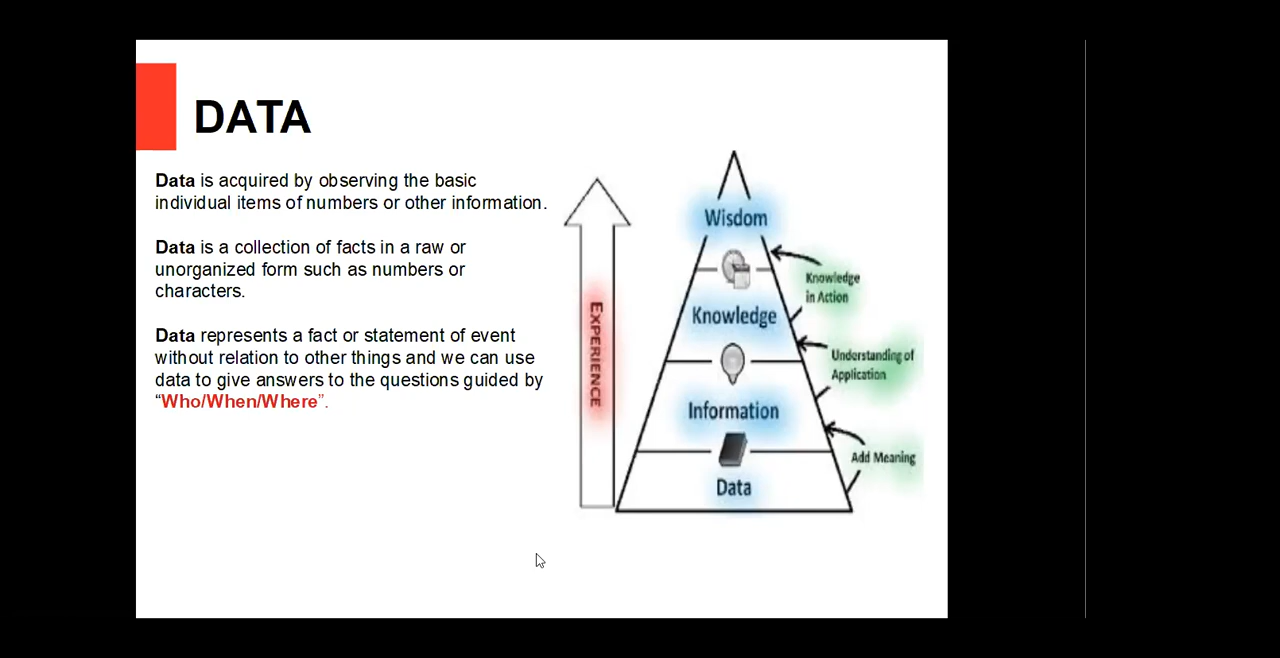 DATA
Data is acquired by observing the basic
individual items of numbers or other information.
Data is a collection of facts in a raw or
unorganized form such as numbers or
characters.
Data represents a fact or statement of event
without relation to other things and we can use
data to give answers to the questions guided by
“Who/When/Where”.
EXPERIENCE
Wisdom
Knowledge
in Action
Knowledge
Understanding of
Application
Information
Add Meaning
Data